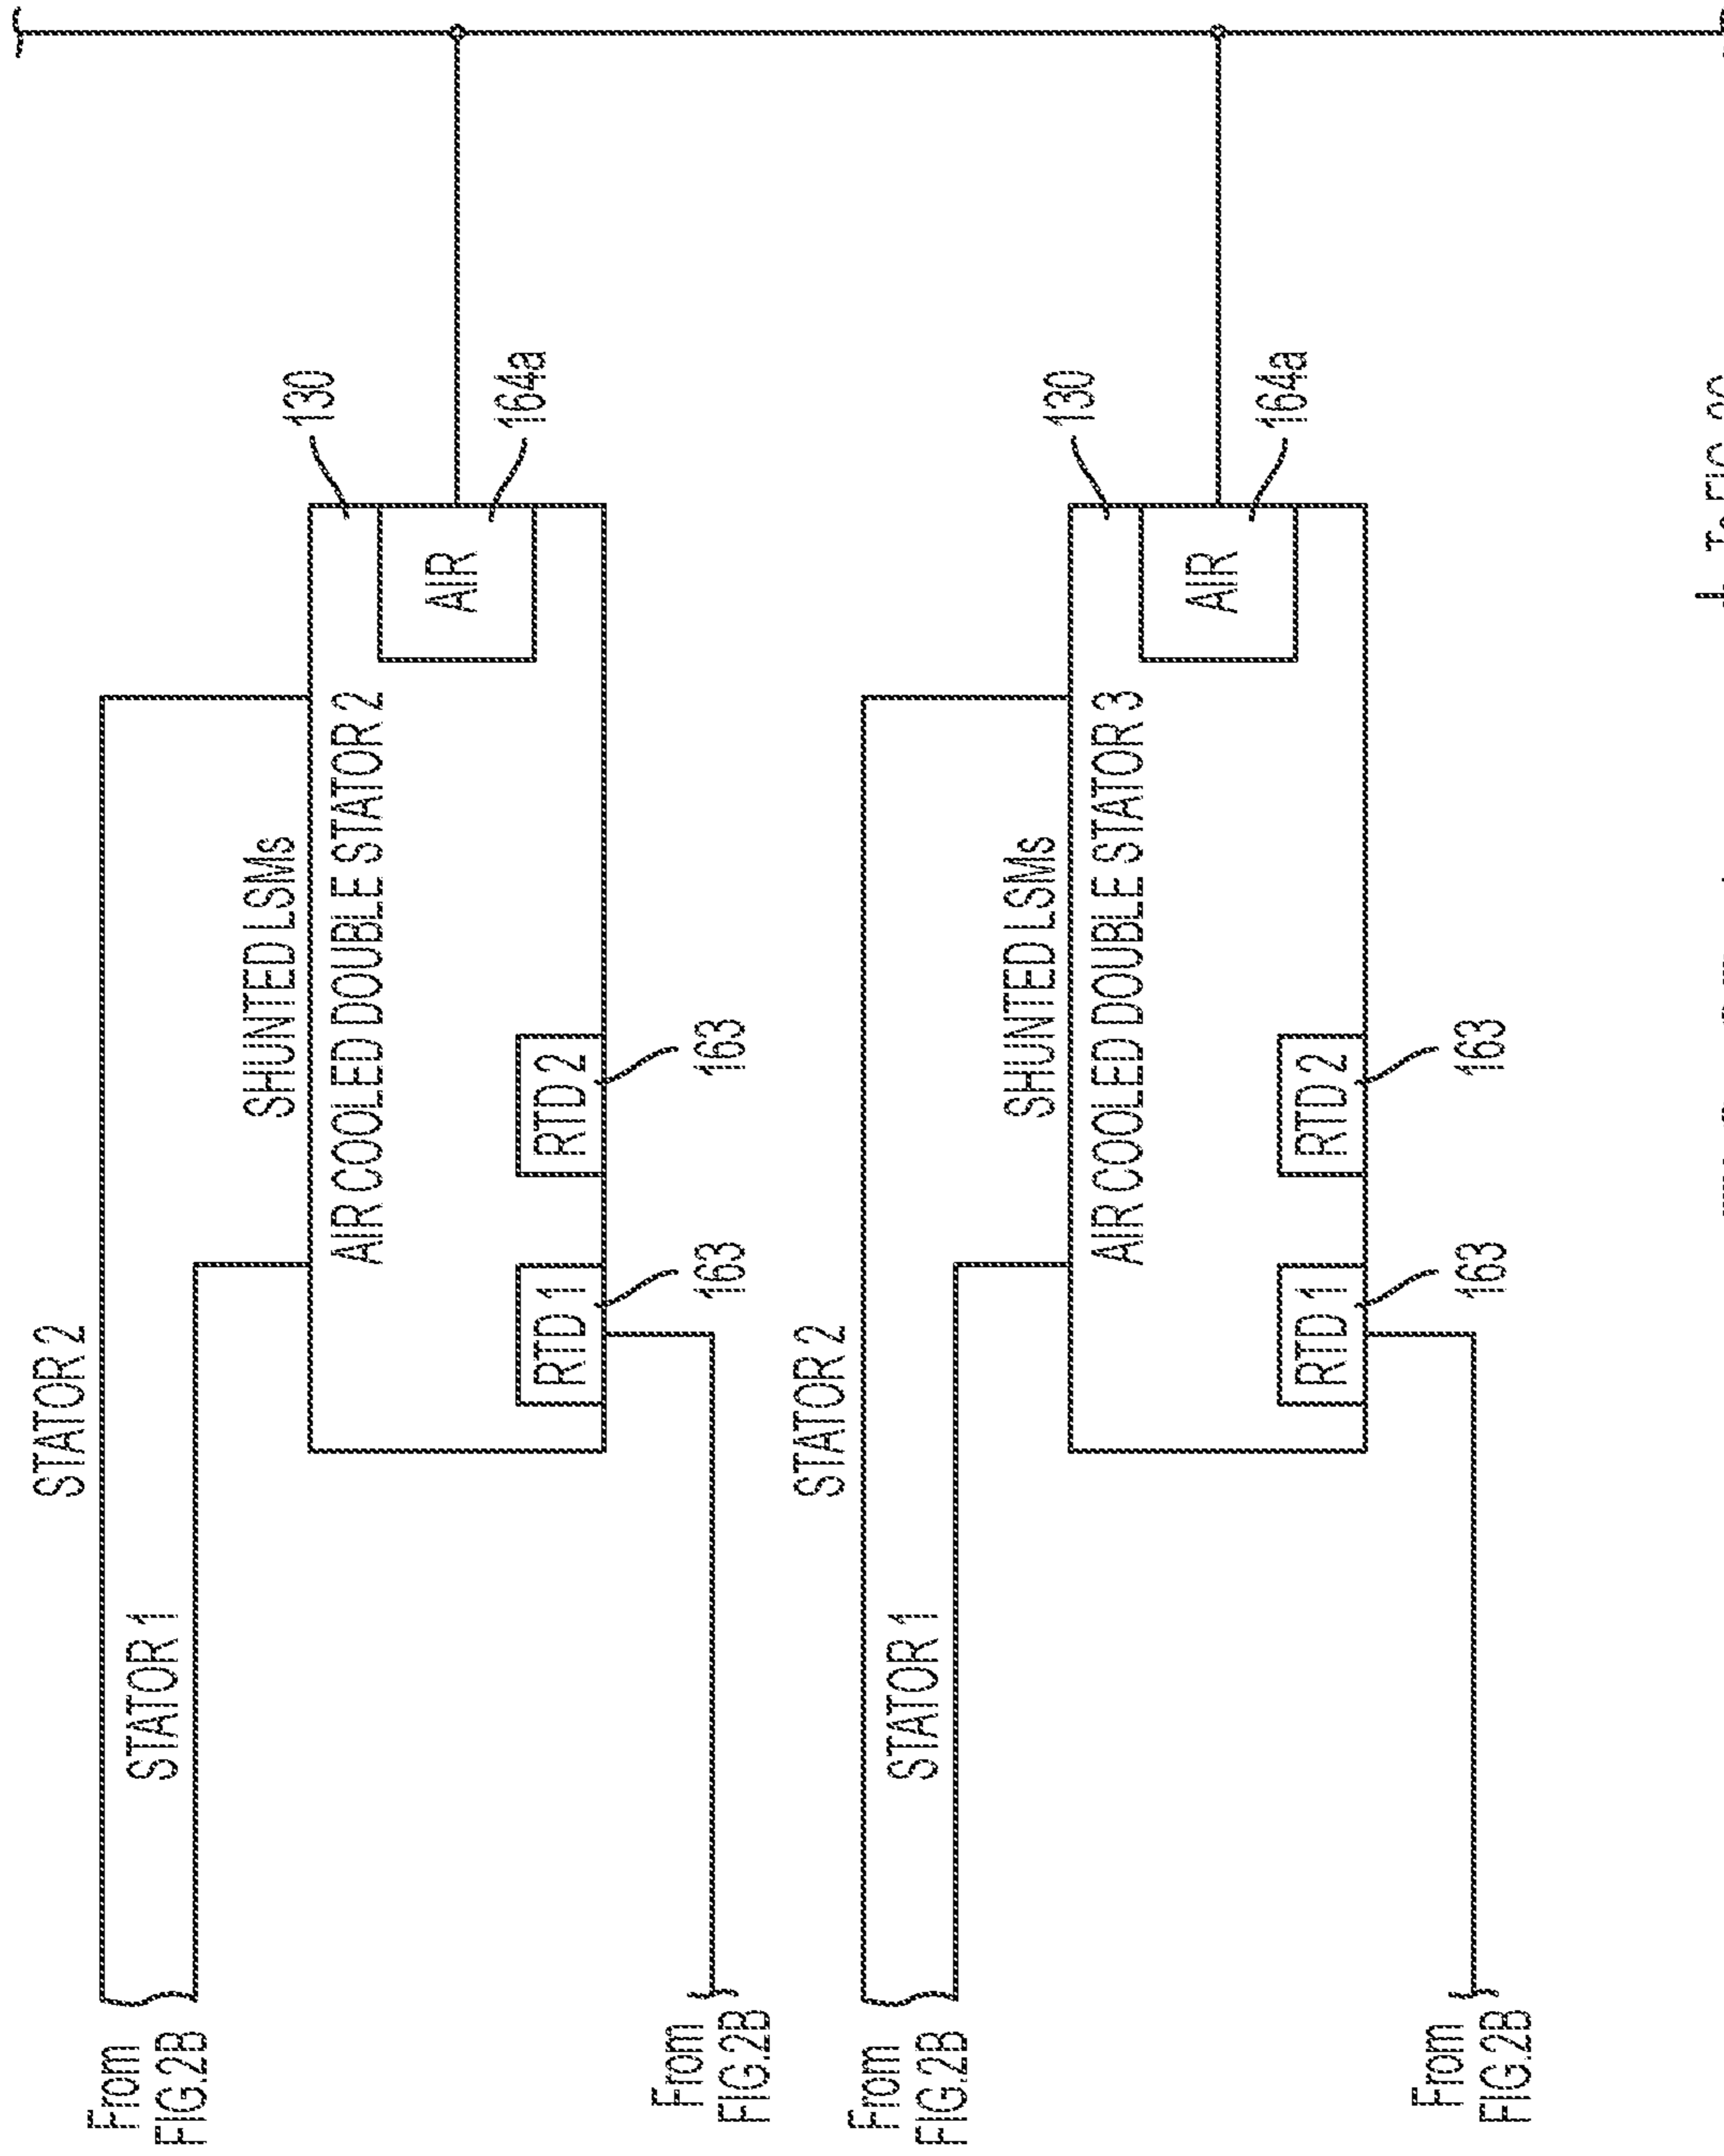 STATOR 2
STATOR 1
From
FIG.2B
SHUNTED LSMs
AIR COOLED DOUBLE STATOR 2
130
AIR
164a
RTD 1
RTD 2
163
163
From
FIG.2B
STATOR 2
STATOR 1
From
FIG.2B
SHUNTED LSMs
AIR COOLED DOUBLE STATOR 3
130
AIR
164a
RTD 1
RTD 2
163
163
From
FIG.2B
To